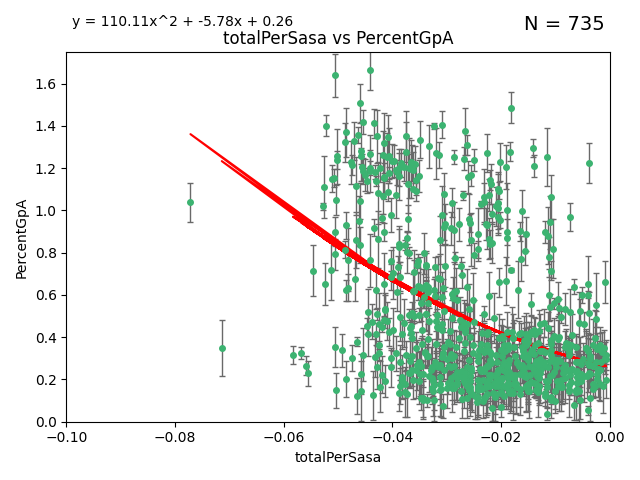 y = 110.11x^2 + -5.78x + 0.26
N = 735
totalPerSasa vs PercentGpA
PercentGpA
1.6
1.4
1.2
1.0
0.8
0.6
0.4
0.2
0.0
−0.10 −0.08 −0.06 −0.04 −0.02 0.00
totalPerSasa